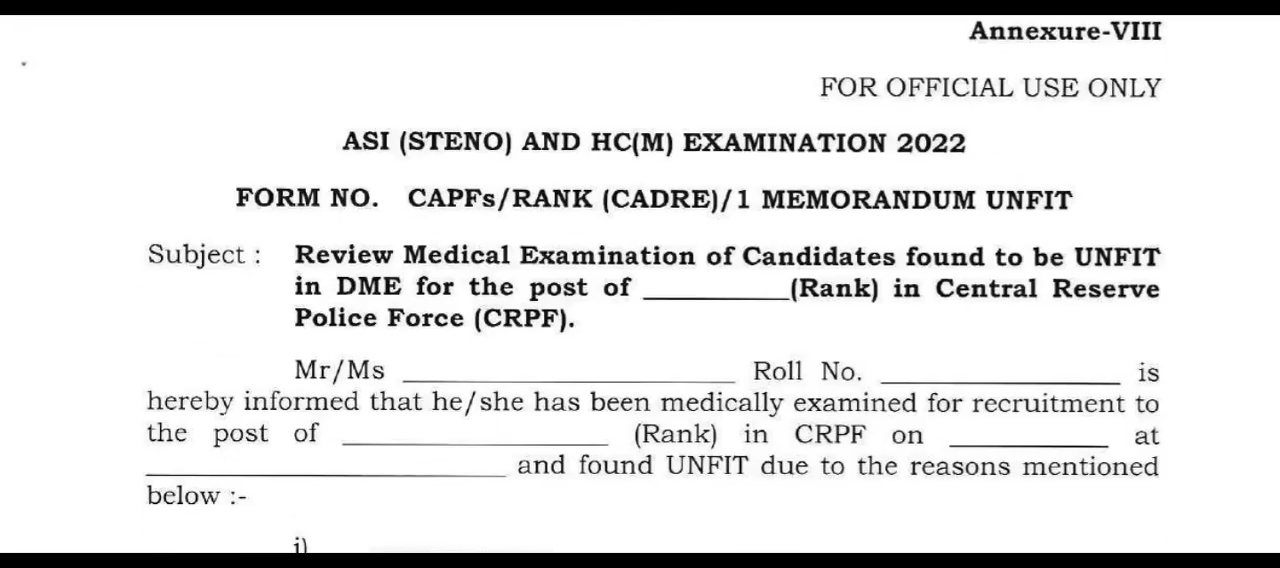 Annexure-VIII
FOR OFFICIAL USE ONLY
ASI (STENO) AND HC(M) EXAMINATION 2022
FORM NO. CAPFs/RANK (CADRE)/1 MEMORANDUM UNFIT
Subject : Review Medical Examination of Candidates found to be UNFIT
in DME for the post of __________(Rank) in Central Reserve
Police Force (CRPF).
Mr/Ms ______________________ Roll No. ________________ is
hereby informed that he/she has been medically examined for recruitment to
the post of __________________ (Rank) in CRPF on ___________ at
________________________ and found UNFIT due to the reasons mentioned
below :-
i)